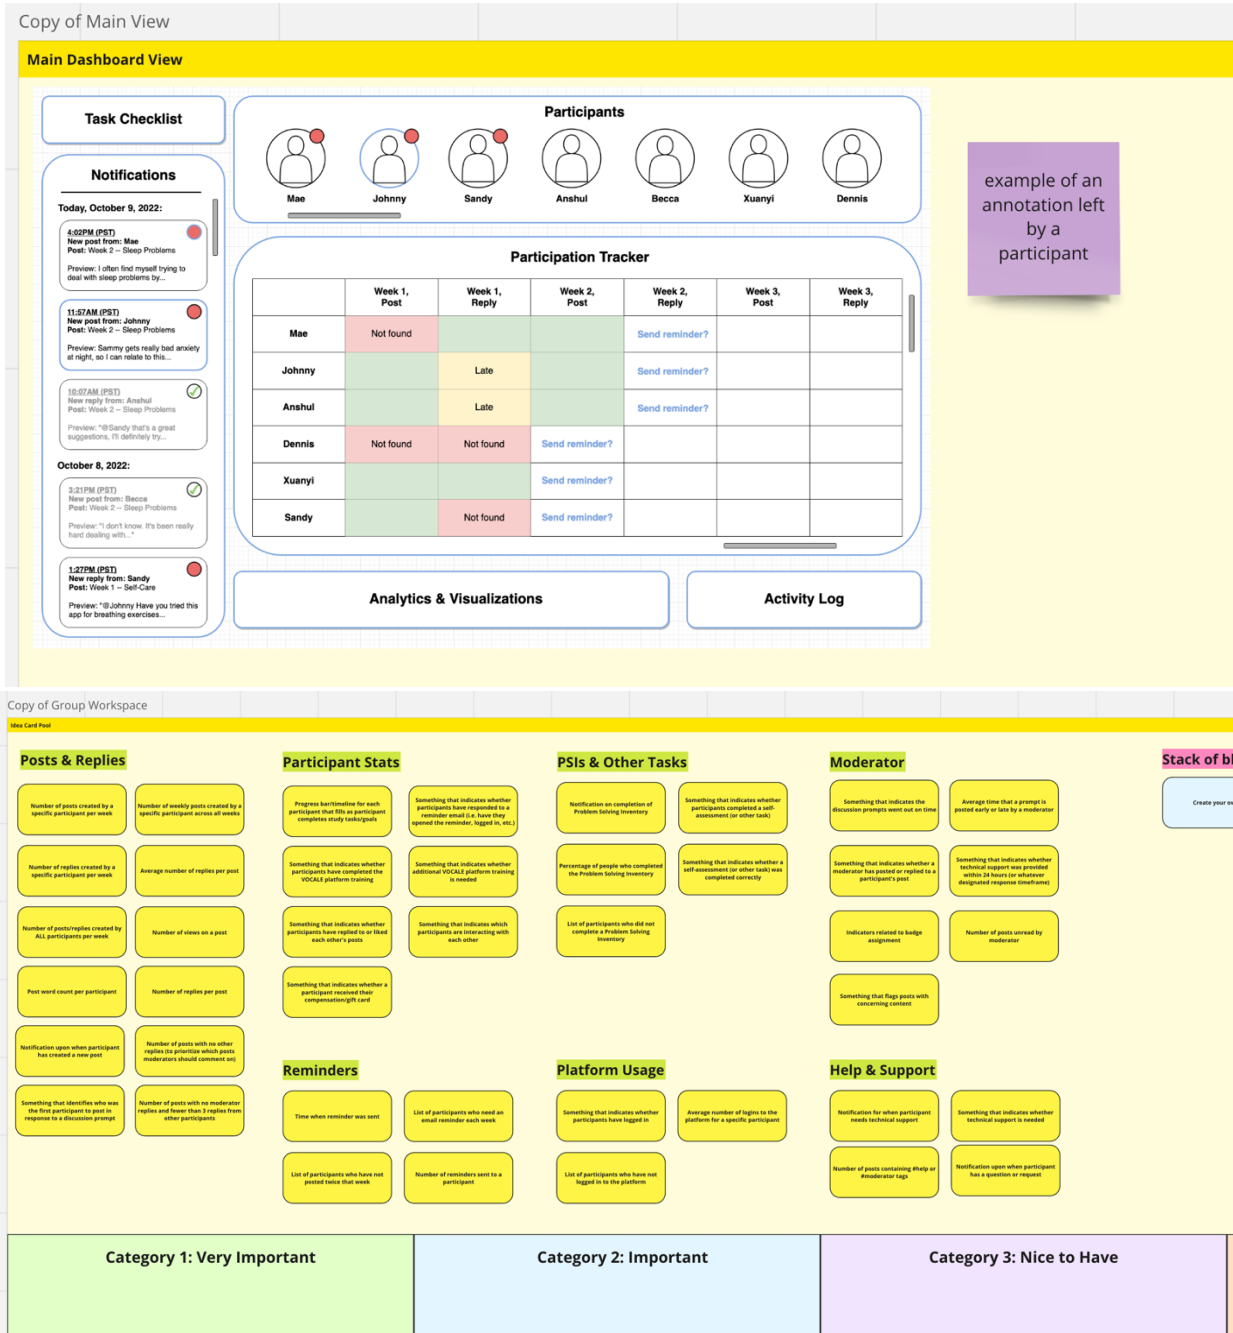 Copy of Main View
Main Dashboard View
Task Checklist
Notifications
Today, October 9, 2022:
4:02PM (PST)
New post from: Mae
Post: Week 2 – Sleep Problems
Preview: I often find myself trying to
deal with sleep problems by...
11:57AM (PST)
New post from: Johnny
Post: Week 2 – Sleep Problems
Preview: Sammy gets really bad anxiety
at night, so I can relate to this...
10:07AM (PST)
New reply from: Anshul
Post: Week 2 – Sleep Problems
Preview: "@Sandy that's a great
suggestions, I'll definitely try...
October 8, 2022:
3:21PM (PST)
New post from: Becca
Post: Week 2 – Sleep Problems
Preview: "I don't know. It's been really
hard dealing with..."
1:27PM (PST)
New reply from: Sandy
Post: Week 1 – Self-Care
Preview: "@Johnny Have you tried this
app for breathing exercises...
Participants
Mae
Johnny
Sandy
Anshul
Becca
Xuanyi
Dennis
Participation Tracker
Week 1, Week 1, Week 2, Week 2, Week 3, Week 3,
Post Reply Post Reply Post Reply
Mae Not found Send reminder?
Johnny Late Send reminder?
Anshul Late Send reminder?
Dennis Not found Not found Send reminder?
Xuanyi Send reminder?
Sandy Not found Send reminder?
Analytics & Visualizations
Activity Log
example of an
annotation left
by a
participant
Copy of Group Workspace
Idea Card Pool
Posts & Replies
Number of posts created by a
specific participant per week
Number of weekly posts created by a
specific participant across all weeks
Number of replies created by a
specific participant per week
Average number of replies per post
Number of posts/replies created by
ALL participants per week
Number of views on a post
Post word count per participant
Number of replies per post
Notification upon when participant
has created a new post
Number of posts with no other
replies (to prioritize which posts
moderators should comment on)
Something that identifies who was
the first participant to post in
response to a discussion prompt
Number of posts with no moderator
replies and fewer than 3 replies from
other participants
Participant Stats
Progress bar/timeline for each
participant that fills as participant
completes study tasks/goals
Something that indicates whether
participants have responded to a
reminder email (i.e. have they
opened the reminder, logged in, etc.)
Something that indicates whether
participants have completed the
VOCALE platform training
Something that indicates whether
additional VOCALE platform training
is needed
Something that indicates whether
participants have replied to or liked
each other's posts
Something that indicates which
participants are interacting with
each other
Something that indicates whether a
participant received their
compensation/gift card
PSIs & Other Tasks
Notification on completion of
Problem Solving Inventory
Something that indicates whether
participants completed a self-
assessment (or other task)
Percentage of people who completed
the Problem Solving Inventory
Something that indicates whether a
self-assessment (or other task) was
completed correctly
List of participants who did not
complete a Problem Solving
Inventory
Moderator
Something that indicates the
discussion prompts went out on time
Average time that a prompt is
posted early or late by a moderator
Something that indicates whether a
moderator has posted or replied to a
participant's post
Something that indicates whether
technical support was provided
within 24 hours (or whatever
designated response timeframe)
Indicators related to badge
assignment
Number of posts unread by
moderator
Something that flags posts with
concerning content
Stack of bl
Create your ow
Reminders
Time when reminder was sent
List of participants who need an
email reminder each week
List of participants who have not
posted twice that week
Number of reminders sent to a
participant
Platform Usage
Something that indicates whether
participants have logged in
Average number of logins to the
platform for a specific participant
List of participants who have not
logged in to the platform
Help & Support
Notification for when participant
needs technical support
Something that indicates whether
technical support is needed
Number of posts containing #help or
#moderator tags
Notification upon when participant
has a question or request
Category 1: Very Important
Category 2: Important
Category 3: Nice to Have